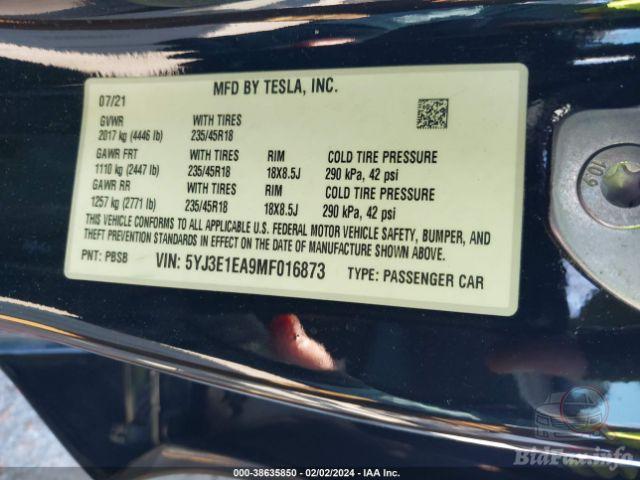 MFD BY TESLA, INC.
07/21
GVWR WITH TIRES
2017 kg (4446 lb) 235/45R18
GAWR FRT WITH TIRES RIM COLD TIRE PRESSURE
1110 kg (2447 lb) 235/45R18 18X8.5J 290 kPa, 42 psi
GAWR RR WITH TIRES RIM COLD TIRE PRESSURE
1257 kg (2771 lb) 235/45R18 18X8.5J 290 kPa, 42 psi
THIS VEHICLE CONFORMS TO ALL APPLICABLE U.S. FEDERAL MOTOR VEHICLE SAFETY, BUMPER, AND
THEFT PREVENTION STANDARDS IN EFFECT ON THE DATE OF MANUFACTURE SHOWN ABOVE.
PNT: PBSB VIN: 5YJ3E1EA9MF016873 TYPE: PASSENGER CAR
10.9
BidFax.info
000-38635850 - 02/02/2024 - IAA Inc.